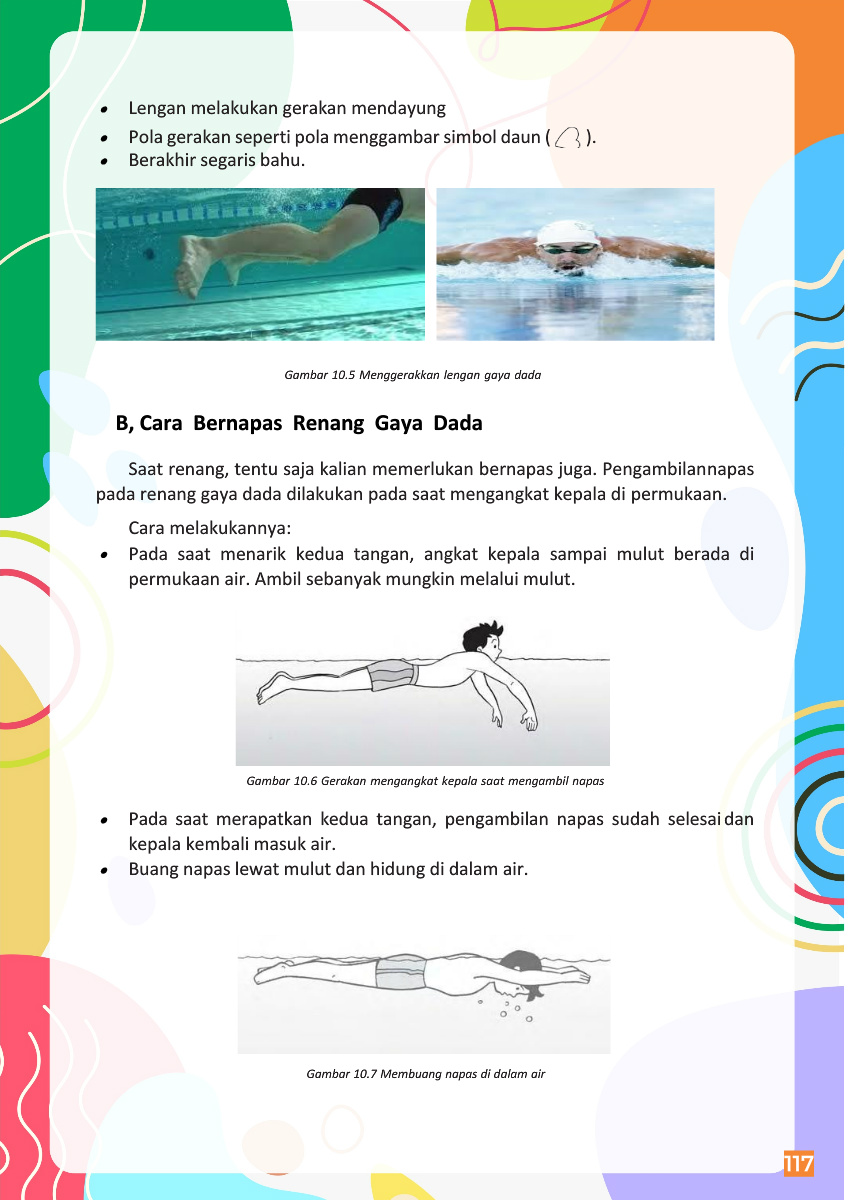 • Lengan melakukan gerakan mendayung
• Pola gerakan seperti pola menggambar simbol daun ( ).
• Berakhir segaris bahu.
Gambar 10.5 Menggerakkan lengan gaya dada
B, Cara Bernapas Renang Gaya Dada
Saat renang, tentu saja kalian memerlukan bernapas juga. Pengambilannapas
pada renang gaya dada dilakukan pada saat mengangkat kepala di permukaan.
Cara melakukannya:
• Pada saat menarik kedua tangan, angkat kepala sampai mulut berada di
permukaan air. Ambil sebanyak mungkin melalui mulut.
Gambar 10.6 Gerakan mengangkat kepala saat mengambil napas
• Pada saat merapatkan kedua tangan, pengambilan napas sudah selesai dan
kepala kembali masuk air.
• Buang napas lewat mulut dan hidung di dalam air.
Gambar 10.7 Membuang napas di dalam air
117